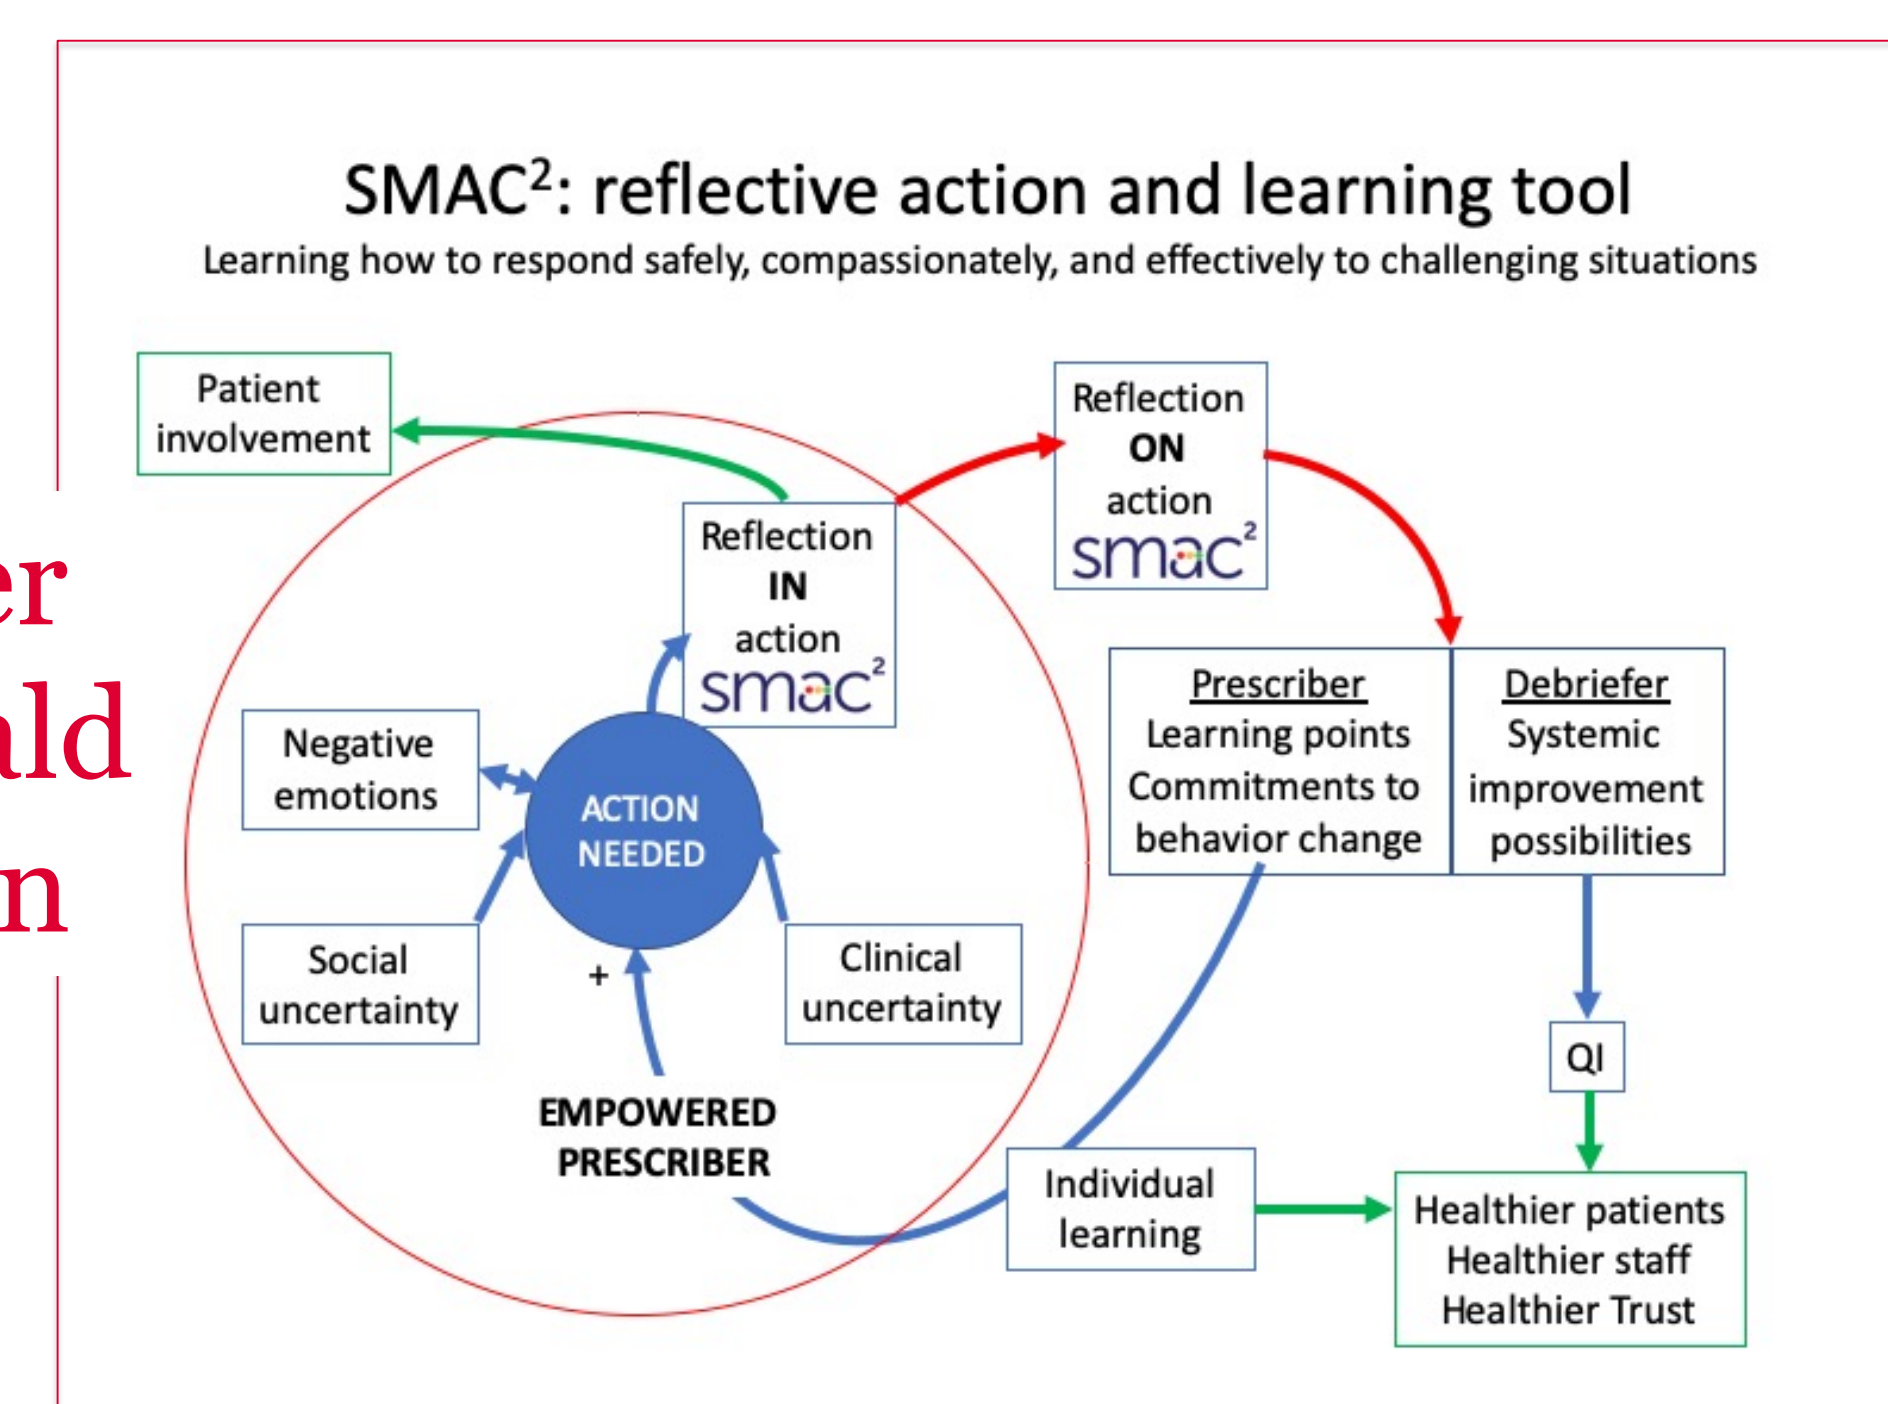 SMAC²: reflective action and learning tool
Learning how to respond safely, compassionately, and effectively to challenging situations
Patient
involvement
Reflection
ON
action
smac²
Reflection
IN
action
smac²
er
ald
n
Negative
emotions
ACTION
NEEDED
Social
uncertainty
Clinical
uncertainty
+
EMPOWERED
PRESCRIBER
Prescriber
Learning points
Commitments to
behavior change
Debriefer
Systemic
improvement
possibilities
QI
Individual
learning
Healthier patients
Healthier staff
Healthier Trust